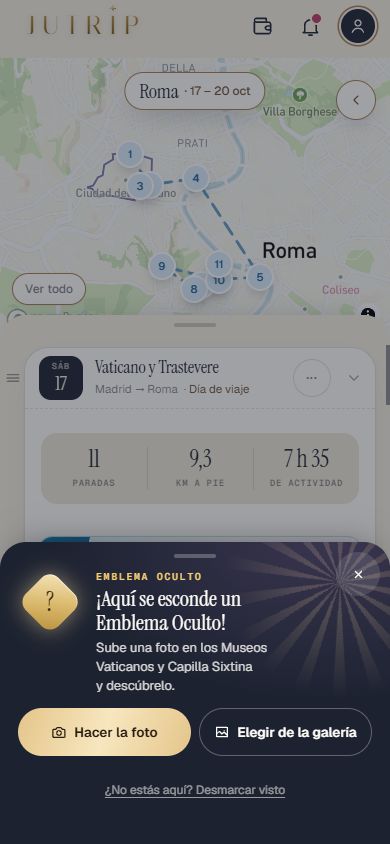 JUTRIP
DELLA
Roma · 17 – 20 oct
Villa Borghese
PRATI
1
3
4
Ciudad del
ano
Roma
9
11
10
8
5
Ver todo
Coliseo
SÁB
17
Vaticano y Trastevere
Madrid → Roma · Día de viaje
11
9,3
7 h 35
PARADAS
KM A PIE
DE ACTIVIDAD
EMBLEMA OCULTO
?
¡Aquí se esconde un
Emblema Oculto!
Sube una foto en los Museos
Vaticanos y Capilla Sixtina
y descúbrelo.
Hacer la foto
Elegir de la galería
¿No estás aquí? Desmarcar visto